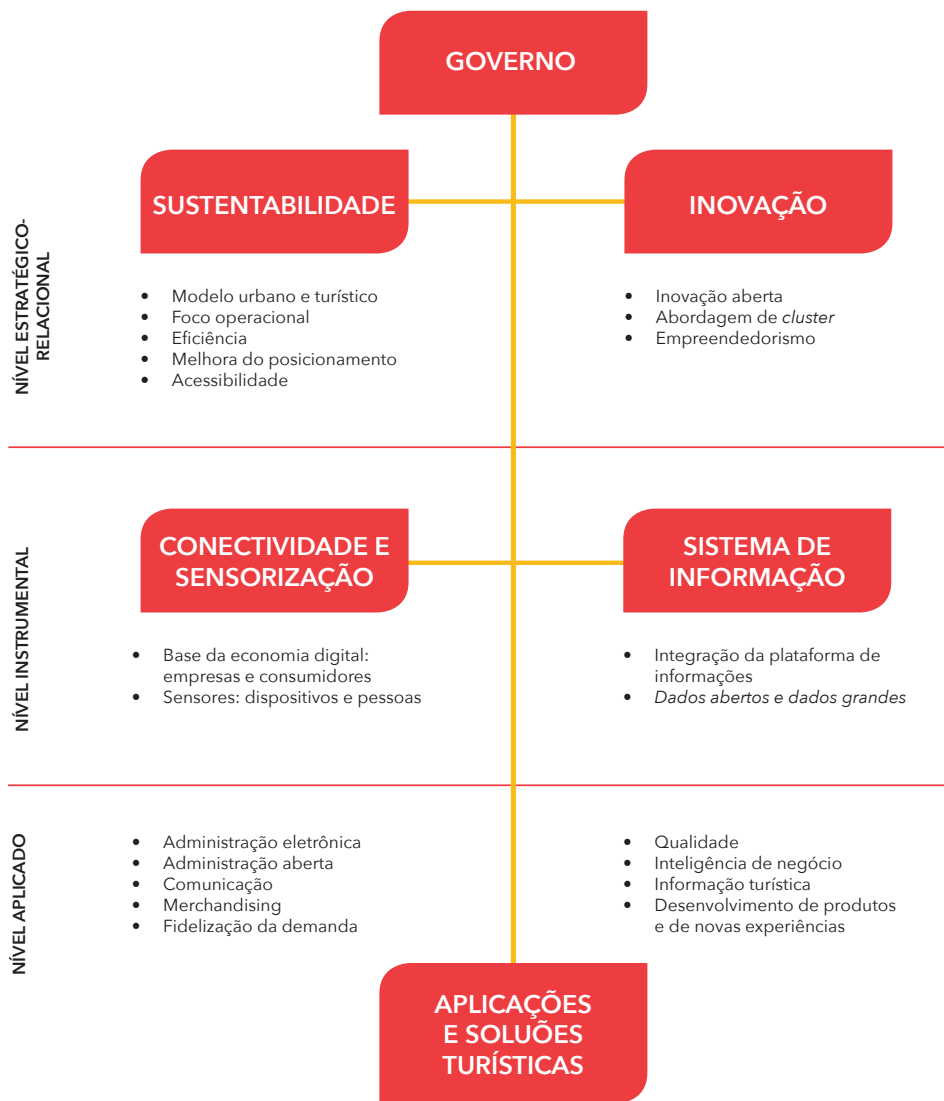 GOVERNO
NÍVEL ESTRATÉGICO-
RELACIONAL
SUSTENTABILIDADE
• Modelo urbano e turístico
• Foco operacional
• Eficiência
• Melhora do posicionamento
• Acessibilidade
INOVAÇÃO
• Inovação aberta
• Abordagem de cluster
• Empreendedorismo
NÍVEL INSTRUMENTAL
CONECTIVIDADE E
SENSORIZAÇÃO
• Base da economia digital:
empresas e consumidores
• Sensores: dispositivos e pessoas
SISTEMA DE
INFORMAÇÃO
• Integração da plataforma de
informações
• Dados abertos e dados grandes
NÍVEL APLICADO
• Administração eletrônica
• Administração aberta
• Comunicação
• Merchandising
• Fidelização da demanda
• Qualidade
• Inteligência de negócio
• Informação turística
• Desenvolvimento de produtos
e de novas experiências
APLICAÇÕES
E SOLUÕES
TURÍSTICAS